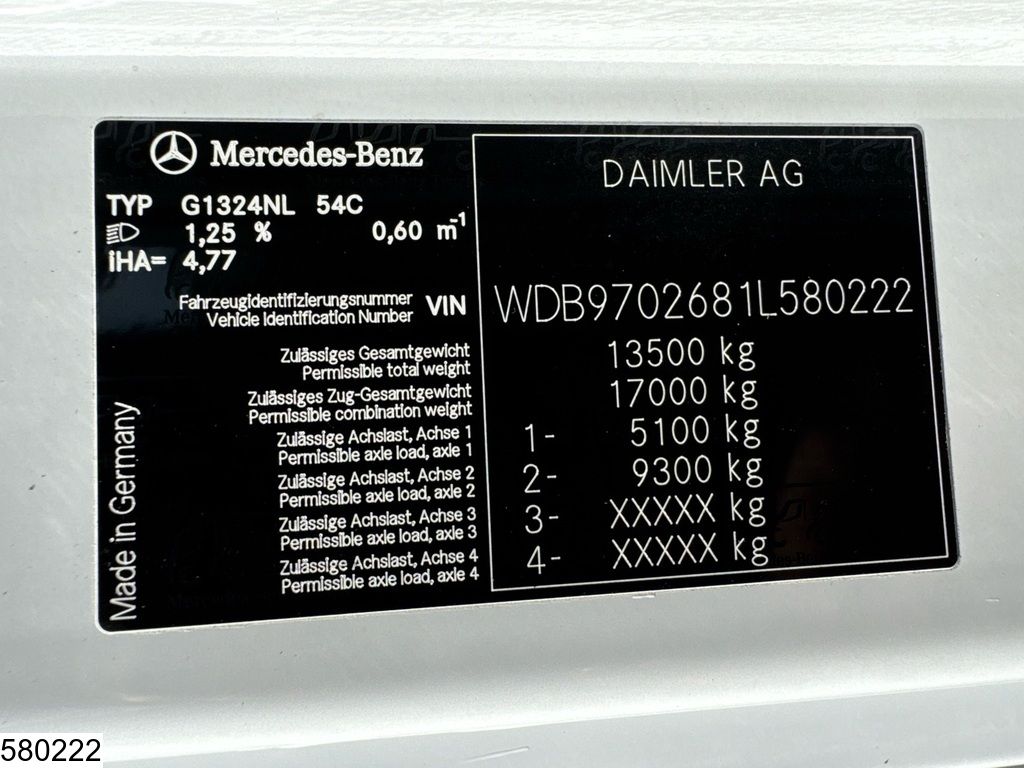 Mercedes-Benz
TYP G1324NL 54C
1,25 % 0,60 m⁻¹
iHA= 4,77
DAIMLER AG
Fahrzeugidentifizierungsnummer
Vehicle Identification Number
VIN
WDB9702681L580222
Zulässiges Gesamtgewicht
Permissible total weight
13500 kg
Zulässiges Zug-Gesamtgewicht
Permissible combination weight
17000 kg
Zulässige Achslast, Achse 1
Permissible axle load, axle 1
1- 5100 kg
Zulässige Achslast, Achse 2
Permissible axle load, axle 2
2- 9300 kg
Zulässige Achslast, Achse 3
Permissible axle load, axle 3
3- XXXXX kg
Zulässige Achslast, Achse 4
Permissible axle load, axle 4
4- XXXXX kg
Made in Germany
580222